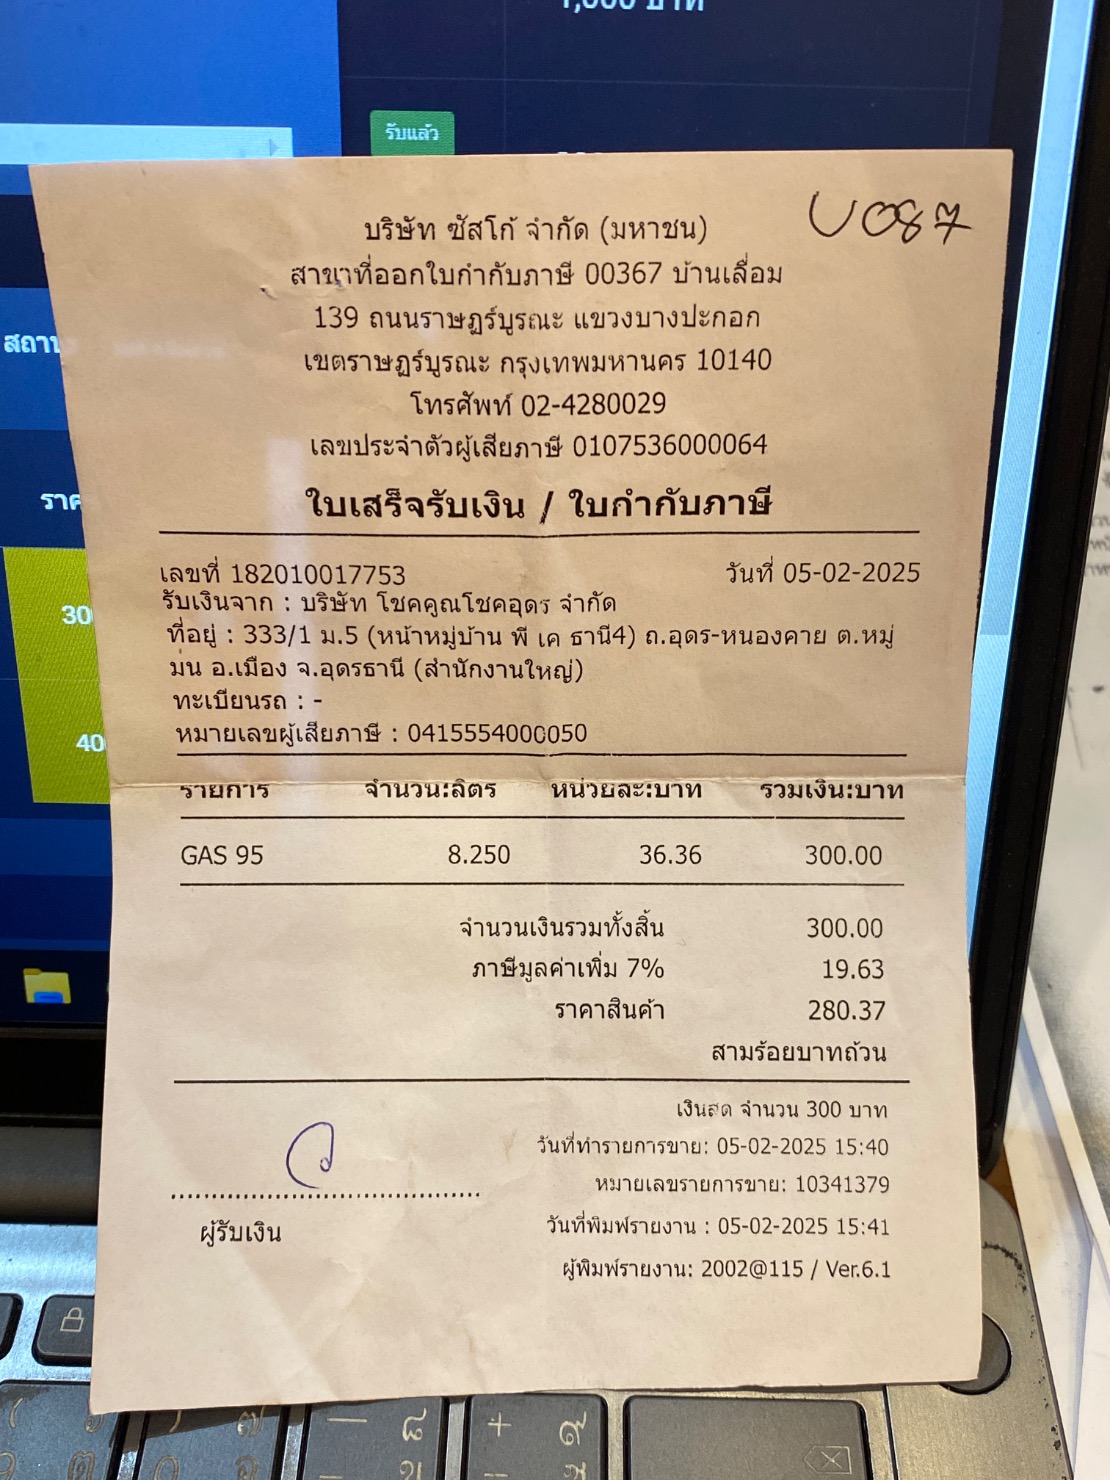 รับแล้ว
U087
บริษัท ซัสโก้ จำกัด (มหาชน)
สาขาที่ออกใบกำกับภาษี 00367 บ้านเลื่อม
139 ถนนราษฎร์บูรณะ แขวงบางปะกอก
เขตราษฎร์บูรณะ กรุงเทพมหานคร 10140
โทรศัพท์ 02-4280029
เลขประจำตัวผู้เสียภาษี 0107536000064
ใบเสร็จรับเงิน / ใบกำกับภาษี
เลขที่ 182010017753 วันที่ 05-02-2025
รับเงินจาก : บริษัท โชคคูณโชคอุดร จำกัด
ที่อยู่ : 333/1 ม.5 (หน้าหมู่บ้าน พี เค ธานี4) ถ.อุดร-หนองคาย ต.หมู่
มน อ.เมือง จ.อุดรธานี (สำนักงานใหญ่)
ทะเบียนรถ : -
หมายเลขผู้เสียภาษี : 0415554000050
รายการ จำนวน:ลิตร หน่วยละ:บาท รวมเงิน:บาท
GAS 95 8.250 36.36 300.00
จำนวนเงินรวมทั้งสิ้น 300.00
ภาษีมูลค่าเพิ่ม 7% 19.63
ราคาสินค้า 280.37
สามร้อยบาทถ้วน
เงินสด จำนวน 300 บาท
วันที่ทำรายการขาย: 05-02-2025 15:40
หมายเลขรายการขาย: 10341379
วันที่พิมพ์รายงาน : 05-02-2025 15:41
ผู้รับเงิน
ผู้พิมพ์รายงาน: 2002@115 / Ver.6.1